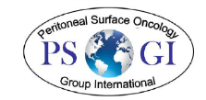 Peritoneal Surface Oncology
PS GI
Group International